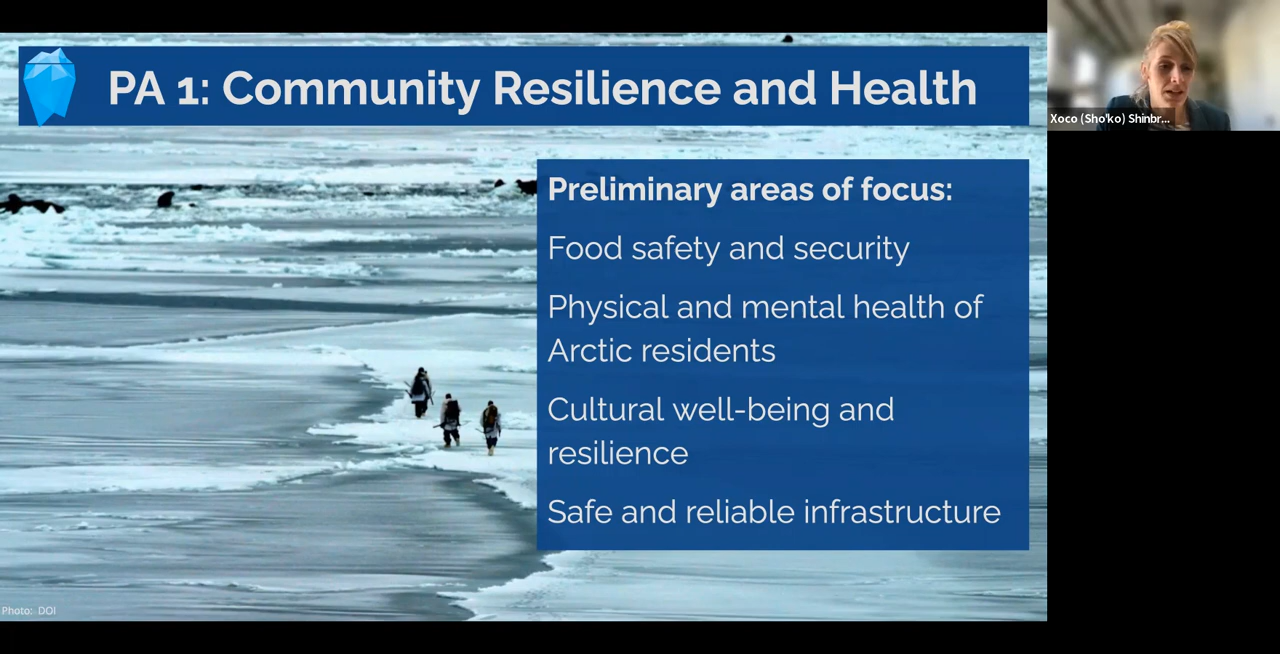 PA 1: Community Resilience and Health
Preliminary areas of focus:
Food safety and security
Physical and mental health of
Arctic residents
Cultural well-being and
resilience
Safe and reliable infrastructure
Photo: DOI
Xoco (Sho'ko) Shinbr...